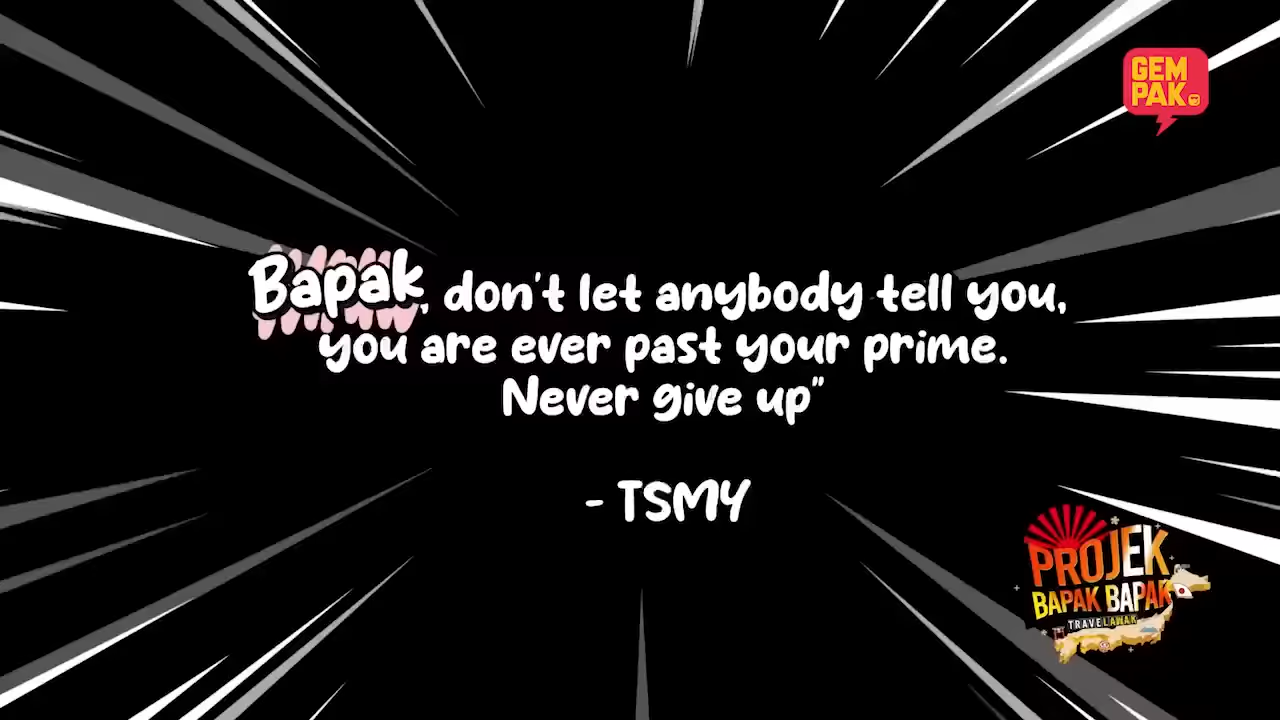 GEM
PAK
Bapak, don't let anybody tell you,
you are ever past your prime.
Never give up"
- TSMY
PROJEK
BAPAK BAPAK
TRAVELAWAK